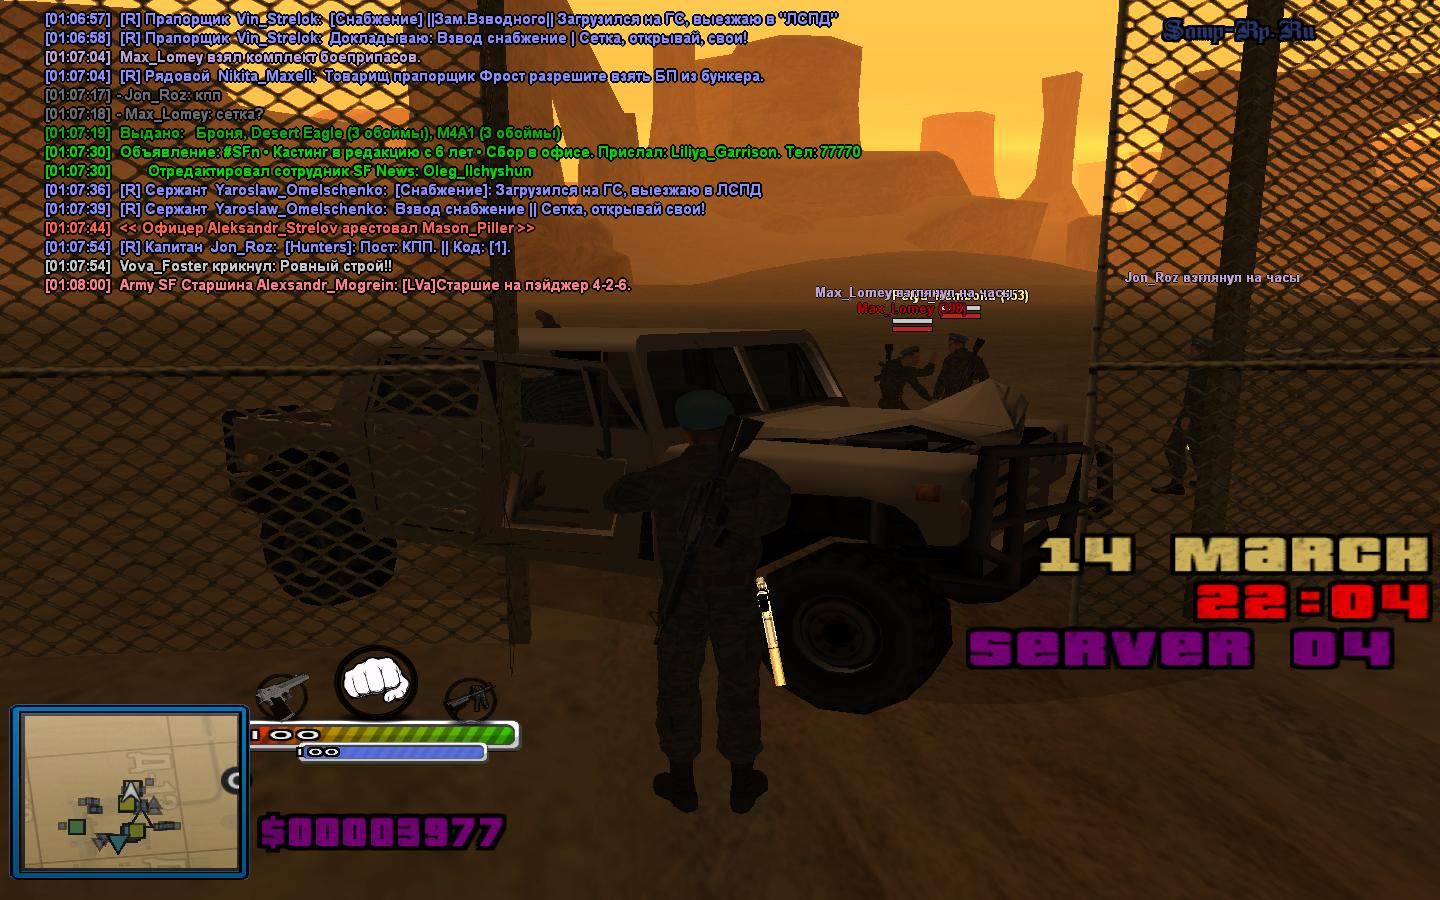 [01:06:57] [R] Прапорщик Vin_Strelok: [Снабжение] ||Зам.Взводного|| Загрузился на ГС, выезжаю в "ЛСПД"
[01:06:58] [R] Прапорщик Vin_Strelok: Докладываю: Взвод снабжение | Сетка, открывай, свои!
[01:07:04] Max_Lomey взял комплект боеприпасов.
[01:07:04] [R] Рядовой Nikita_Maxell: Товарищ прапорщик Фрост разрешите взять БП из бункера.
[01:07:17] - Jon_Roz: кпп
[01:07:18] - Max_Lomey: сетка?
[01:07:19] Выдано: Броня, Desert Eagle (3 обоймы), M4A1 (3 обоймы)
[01:07:30] Объявление: #SFn • Кастинг в редакцию с 6 лет • Сбор в офисе. Прислал: Liliya_Garrison. Тел: 77770
[01:07:30] Отредактировал сотрудник SF News: Oleg_Ilchyshun
[01:07:36] [R] Сержант Yaroslaw_Omelschenko: [Снабжение]: Загрузился на ГС, выезжаю в ЛСПД
[01:07:39] [R] Сержант Yaroslaw_Omelschenko: Взвод снабжение || Сетка, открывай свои!
[01:07:44] << Офицер Aleksandr_Strelov арестовал Mason_Piller >>
[01:07:54] [R] Капитан Jon_Roz: [Hunters]: Пост: КПП. || Код: [1].
[01:07:54] Vova_Foster крикнул: Ровный строй!!
[01:08:00] Army SF Старшина Alexsandr_Mogrein: [LVa]Старшие на пэйджер 4-2-6.
Samp-Rp.Ru
Jon_Roz взглянул на часы
Max_Lomey взглянул на часы
Max_Lomey
14 March
22:04
Server 04
100
100
$00003977